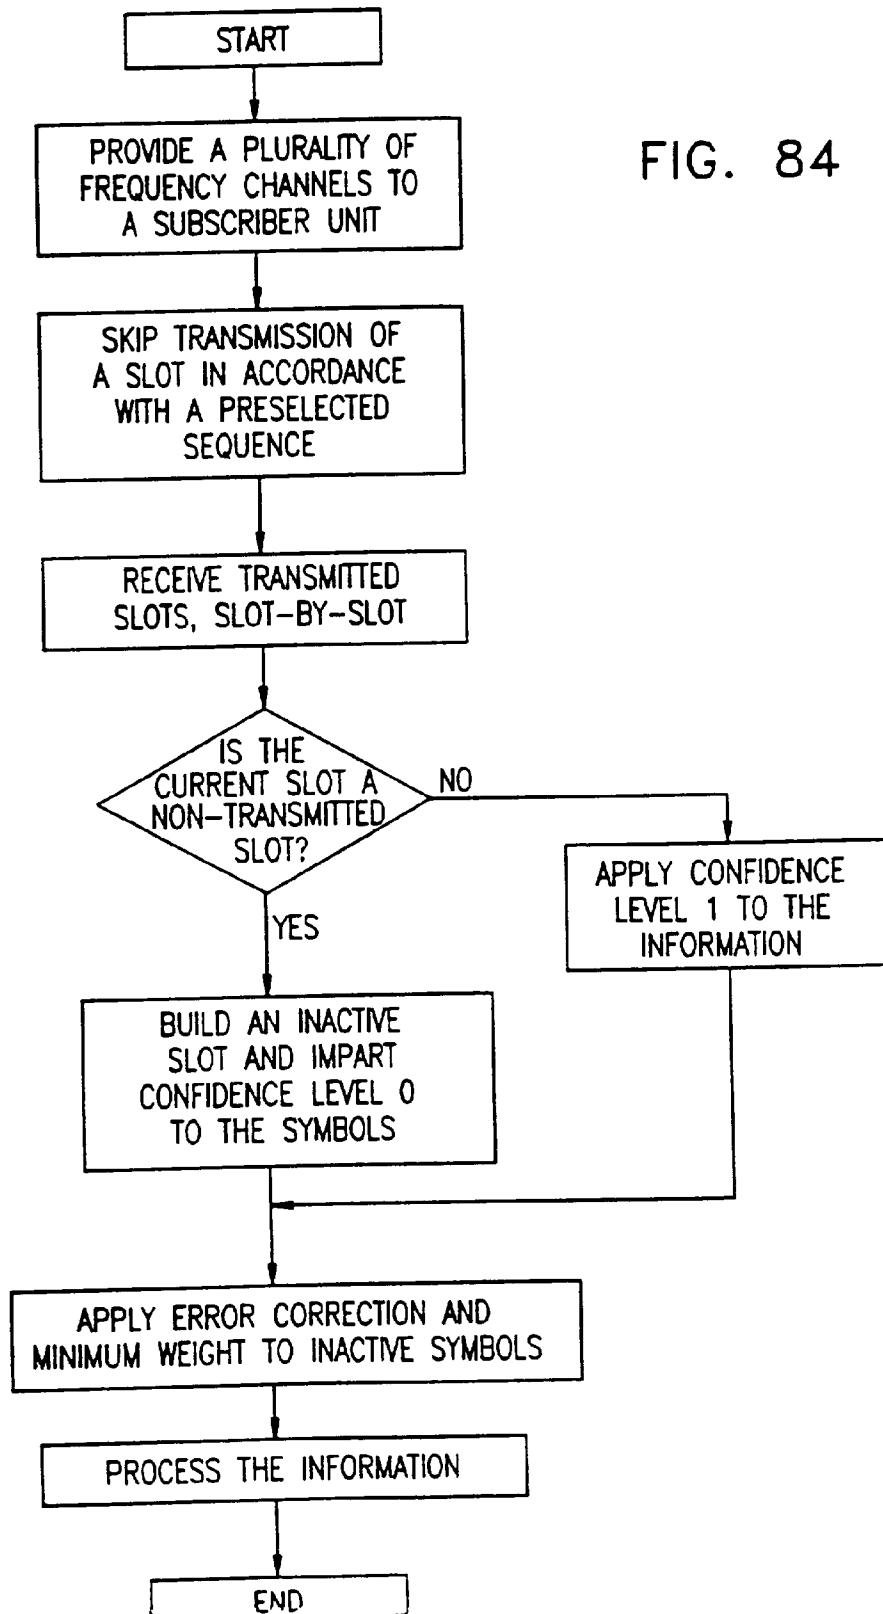 START
FIG. 84
PROVIDE A PLURALITY OF
FREQUENCY CHANNELS TO
A SUBSCRIBER UNIT
SKIP TRANSMISSION OF
A SLOT IN ACCORDANCE
WITH A PRESELECTED
SEQUENCE
RECEIVE TRANSMITTED
SLOTS, SLOT-BY-SLOT
IS THE
CURRENT SLOT A
NON-TRANSMITTED
SLOT?
NO
YES
APPLY CONFIDENCE
LEVEL 1 TO THE
INFORMATION
BUILD AN INACTIVE
SLOT AND IMPART
CONFIDENCE LEVEL 0
TO THE SYMBOLS
APPLY ERROR CORRECTION AND
MINIMUM WEIGHT TO INACTIVE SYMBOLS
PROCESS THE INFORMATION
END